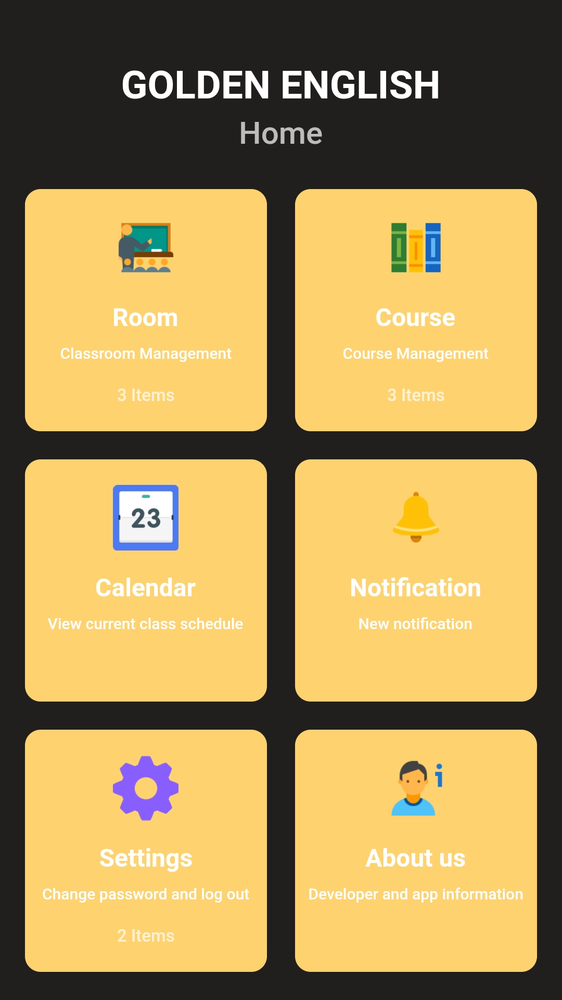 GOLDEN ENGLISH
Home
Room
Classroom Management
3 Items
Course
Course Management
3 Items
23
Calendar
View current class schedule
Notification
New notification
Settings
Change password and log out
2 Items
i
About us
Developer and app information